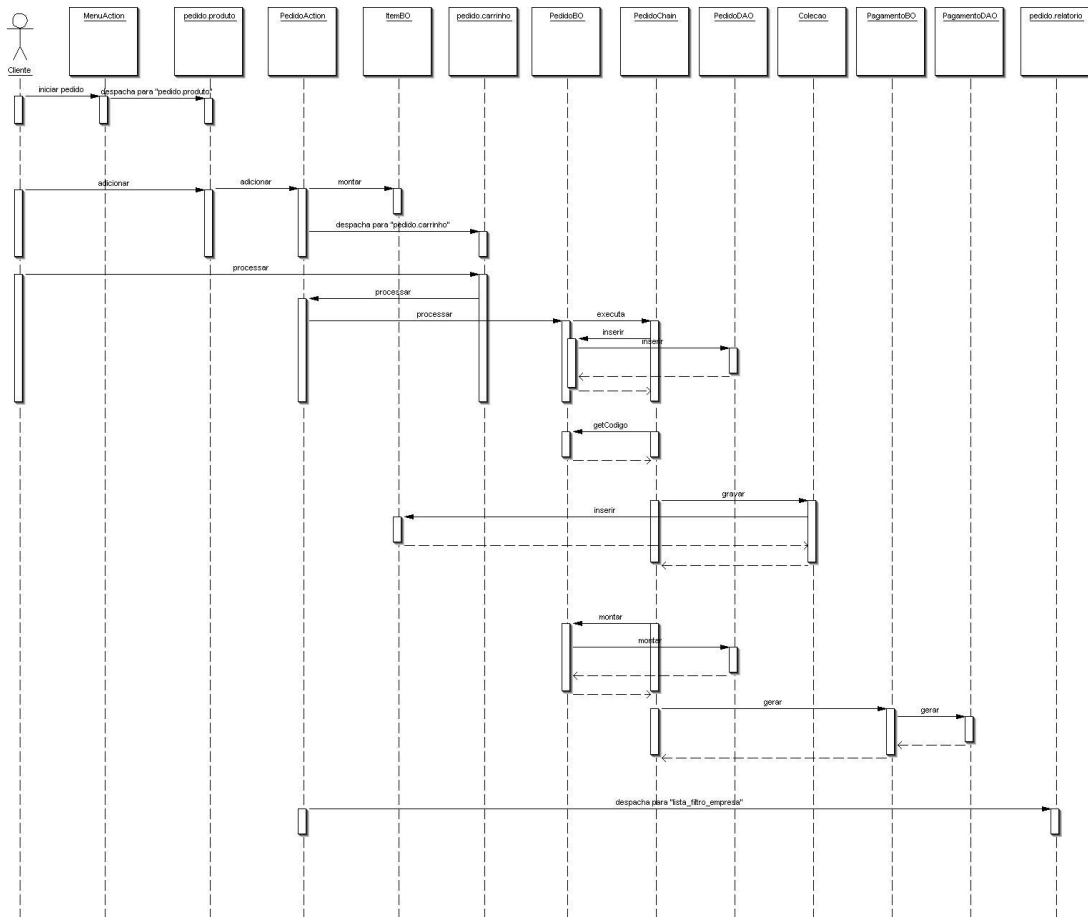 MenuAction
pedido.produto
PedidoAction
ItemBO
pedido.carrinho
PedidoBO
PedidoChain
PedidoDAO
Colecao
PagamentoBO
PagamentoDAO
pedido.relatorio
Cliente
iniciar pedido
despacha para "pedido.produto"
adicionar
adicionar
montar
despacha para "pedido.carrinho"
processar
processar
processar
executa
inserir
inserir
getCodigo
gravar
inserir
montar
montar
gerar
gerar
despacha para "lista_filtro_empresa"